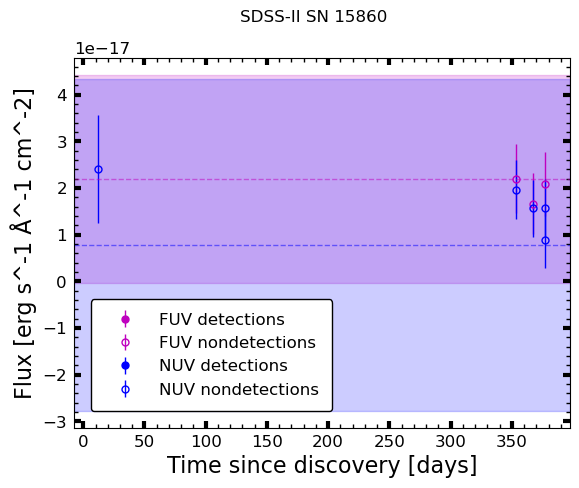 SDSS-II SN 15860
1e−17
Flux [erg s^-1 Å^-1 cm^-2]
4
3
2
1
0
−1
−2
−3
FUV detections
FUV nondetections
NUV detections
NUV nondetections
0 50 100 150 200 250 300 350
Time since discovery [days]